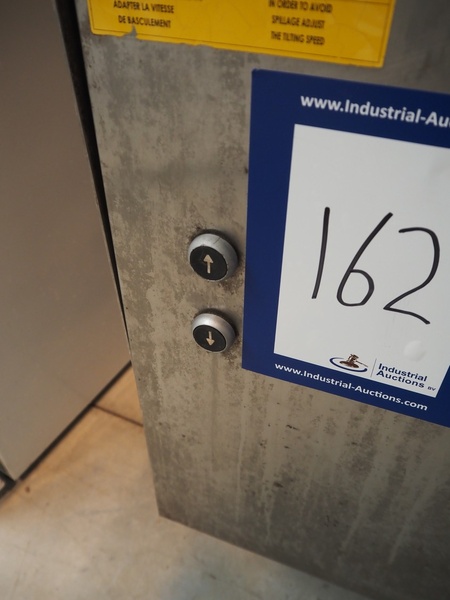 ADAPTER LA VITESSE
DE BASCULEMENT
IN ORDER TO AVOID
SPILLAGE ADJUST
THE TILTING SPEED
www.Industrial-Au
162
Industrial
Auctions BV
www.Industrial-Auctions.com